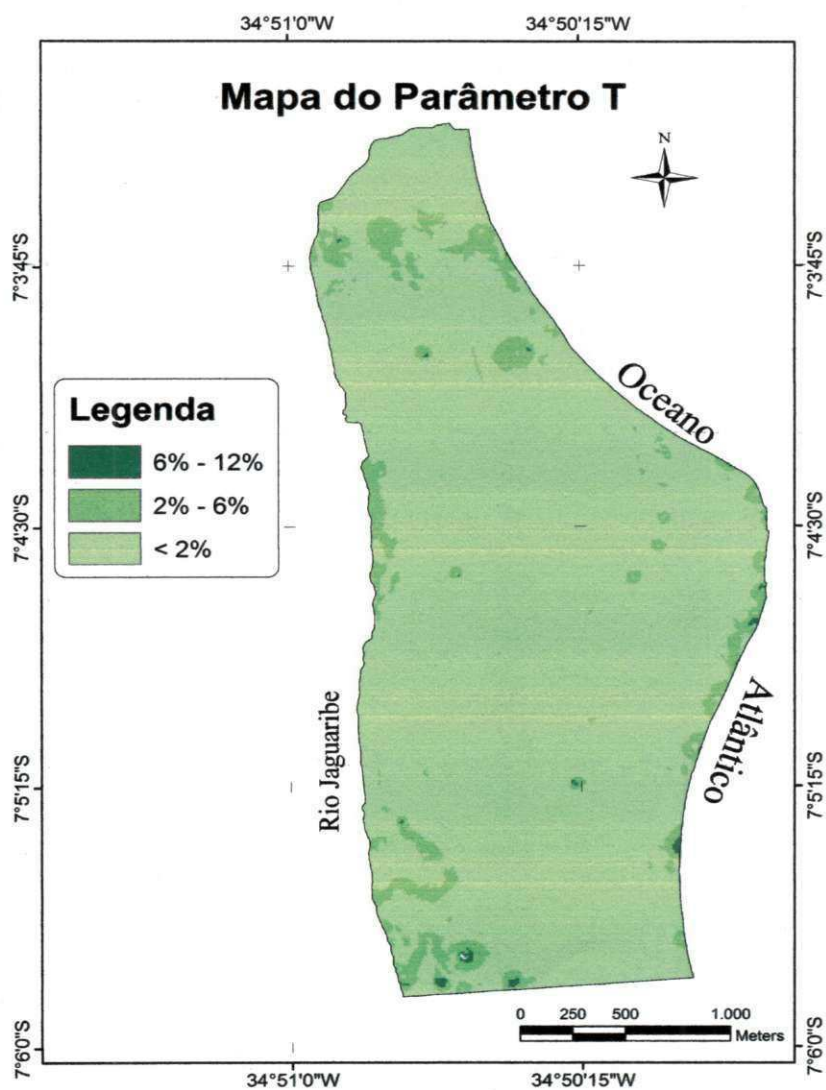 34°51'0"W
34°50'15"W
Mapa do Parâmetro T
N
7°3'45"S
7°3'45"S
Oceano
Legenda
6% - 12%
2% - 6%
< 2%
7°4'30"S
7°4'30"S
Rio Jaguaribe
Atlântico
7°5'15"S
7°5'15"S
0 250 500 1.000
Meters
7°6'0"S
7°6'0"S
34°51'0"W
34°50'15"W